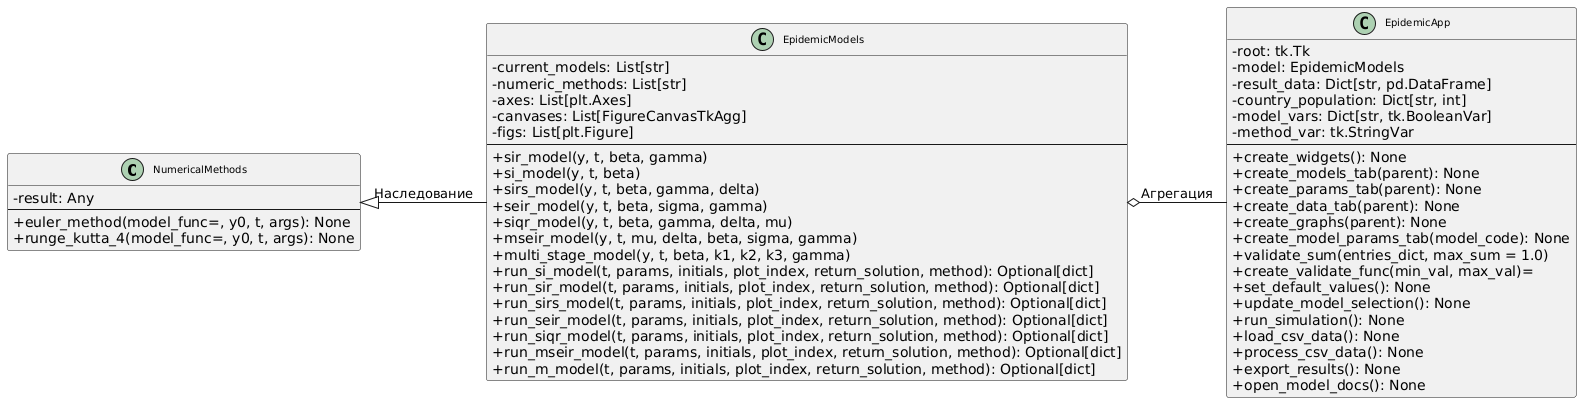 C NumericalMethods
-result: Any
+euler_method(model_func=, y0, t, args): None
+runge_kutta_4(model_func=, y0, t, args): None
Наследование
C EpidemicModels
-current_models: List[str]
-numeric_methods: List[str]
-axes: List[plt.Axes]
-canvases: List[FigureCanvasTkAgg]
-figs: List[plt.Figure]
+sir_model(y, t, beta, gamma)
+si_model(y, t, beta)
+sirs_model(y, t, beta, gamma, delta)
+seir_model(y, t, beta, sigma, gamma)
+siqr_model(y, t, beta, gamma, delta, mu)
+mseir_model(y, t, mu, delta, beta, sigma, gamma)
+multi_stage_model(y, t, beta, k1, k2, k3, gamma)
+run_si_model(t, params, initials, plot_index, return_solution, method): Optional[dict]
+run_sir_model(t, params, initials, plot_index, return_solution, method): Optional[dict]
+run_sirs_model(t, params, initials, plot_index, return_solution, method): Optional[dict]
+run_seir_model(t, params, initials, plot_index, return_solution, method): Optional[dict]
+run_siqr_model(t, params, initials, plot_index, return_solution, method): Optional[dict]
+run_mseir_model(t, params, initials, plot_index, return_solution, method): Optional[dict]
+run_m_model(t, params, initials, plot_index, return_solution, method): Optional[dict]
Агрегация
C EpidemicApp
-root: tk.Tk
-model: EpidemicModels
-result_data: Dict[str, pd.DataFrame]
-country_population: Dict[str, int]
-model_vars: Dict[str, tk.BooleanVar]
-method_var: tk.StringVar
+create_widgets(): None
+create_models_tab(parent): None
+create_params_tab(parent): None
+create_data_tab(parent): None
+create_graphs(parent): None
+create_model_params_tab(model_code): None
+validate_sum(entries_dict, max_sum = 1.0)
+create_validate_func(min_val, max_val)=
+set_default_values(): None
+update_model_selection(): None
+run_simulation(): None
+load_csv_data(): None
+process_csv_data(): None
+export_results(): None
+open_model_docs(): None